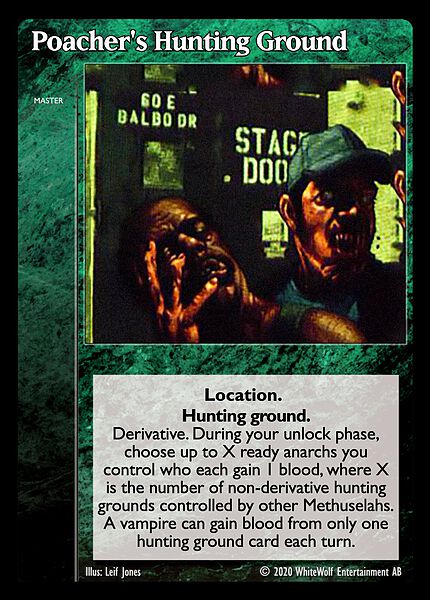 Poacher's Hunting Ground
MASTER
60 E
BALBO DR
STAGE
DOO
Location.
Hunting ground.
Derivative. During your unlock phase,
choose up to X ready anarchs you
control who each gain 1 blood, where X
is the number of non-derivative hunting
grounds controlled by other Methuselahs.
A vampire can gain blood from only one
hunting ground card each turn.
Illus: Leif Jones © 2020 WhiteWolf Entertainment AB